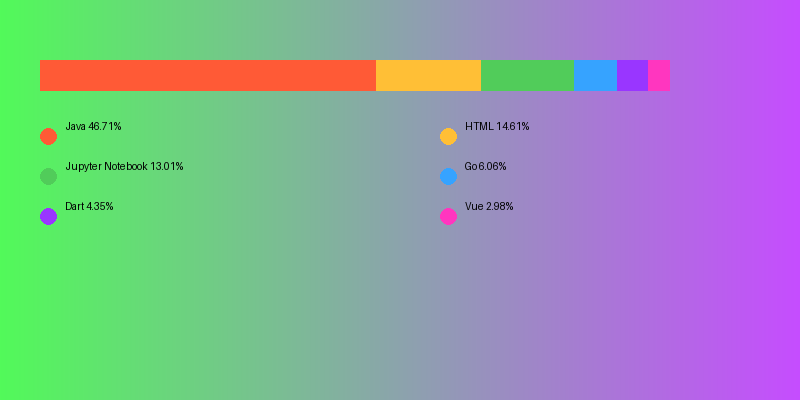 Java 46.71%
HTML 14.61%
Jupyter Notebook 13.01%
Go 6.06%
Dart 4.35%
Vue 2.98%